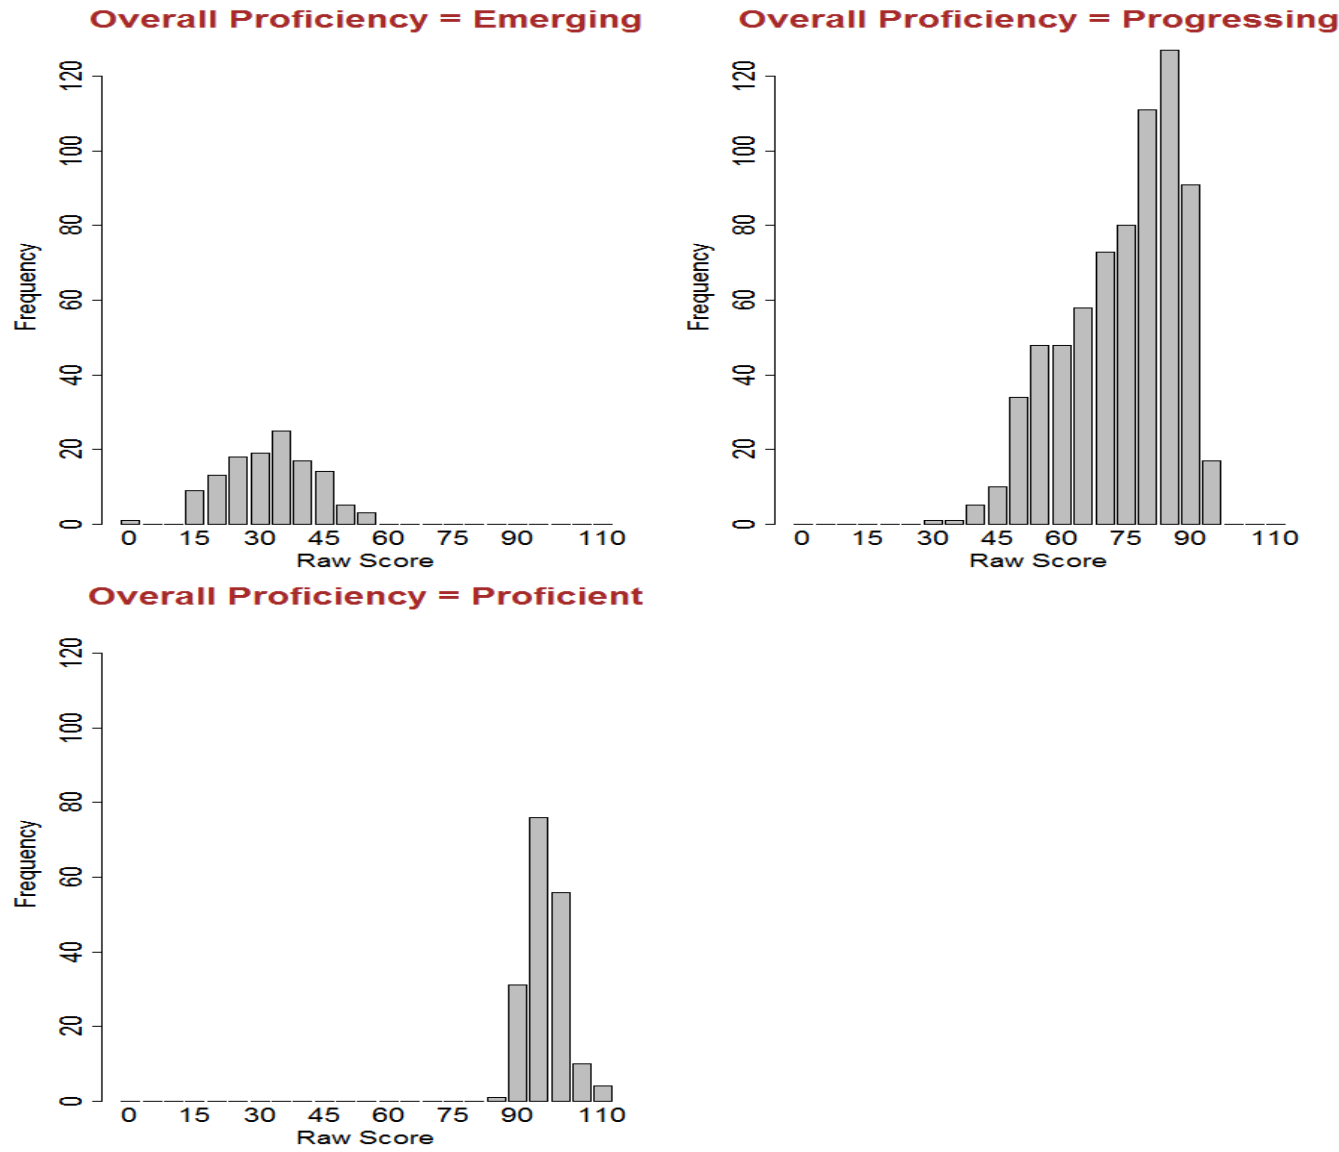 Overall Proficiency = Emerging
120
100
80
60
40
20
0
Frequency
0 15 30 45 60 75 90 110
Raw Score
Overall Proficiency = Progressing
120
100
80
60
40
20
0
Frequency
0 15 30 45 60 75 90 110
Raw Score
Overall Proficiency = Proficient
120
100
80
60
40
20
0
Frequency
0 15 30 45 60 75 90 110
Raw Score